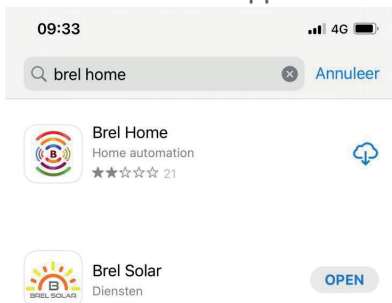 09:33 4G
brel home Annuleer
Brel Home
Home automation
21
B
Brel Solar
Diensten
OPEN
B
BREL SOLAR